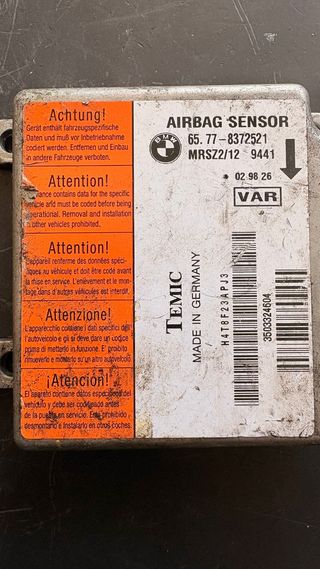 Achtung!
Gerät enthält fahrzeugspezifische
Daten und muß vor Inbetriebnahme
codiert werden. Entfernen und Einbau
in andere Fahrzeuge verboten.
Attention!
contains data for the specific
vehicle and must be coded before being
operational. Removal and installation
in other vehicles prohibited.
Attention!
L'appareil renferme des données spéci-
fiques au véhicule et doit être codé avant
la mise en service. L'enlèvement et le mon-
tage dans d'autres véhicules est interdit.
Attenzione!
L'apparecchio contiene i dati specifici del
l'autoveicolo e gli si deve dare un codice
prima di metterlo in funzione. E' proibito
rimuoverlo e montarlo su un altro autoveicolo.
¡Atención!
El aparato contiene datos específicos del
vehículo y debe ser codificado antes
de la puesta en servicio. Está prohibido
desmontarlo e instalarlo en otros coches.
AIRBAG SENSOR
BMW
65.77-8372521
MRSZ2/12 9441
02 98 26
VAR
TEMIC
MADE IN GERMANY
H4T8F23APJ3
3503324604